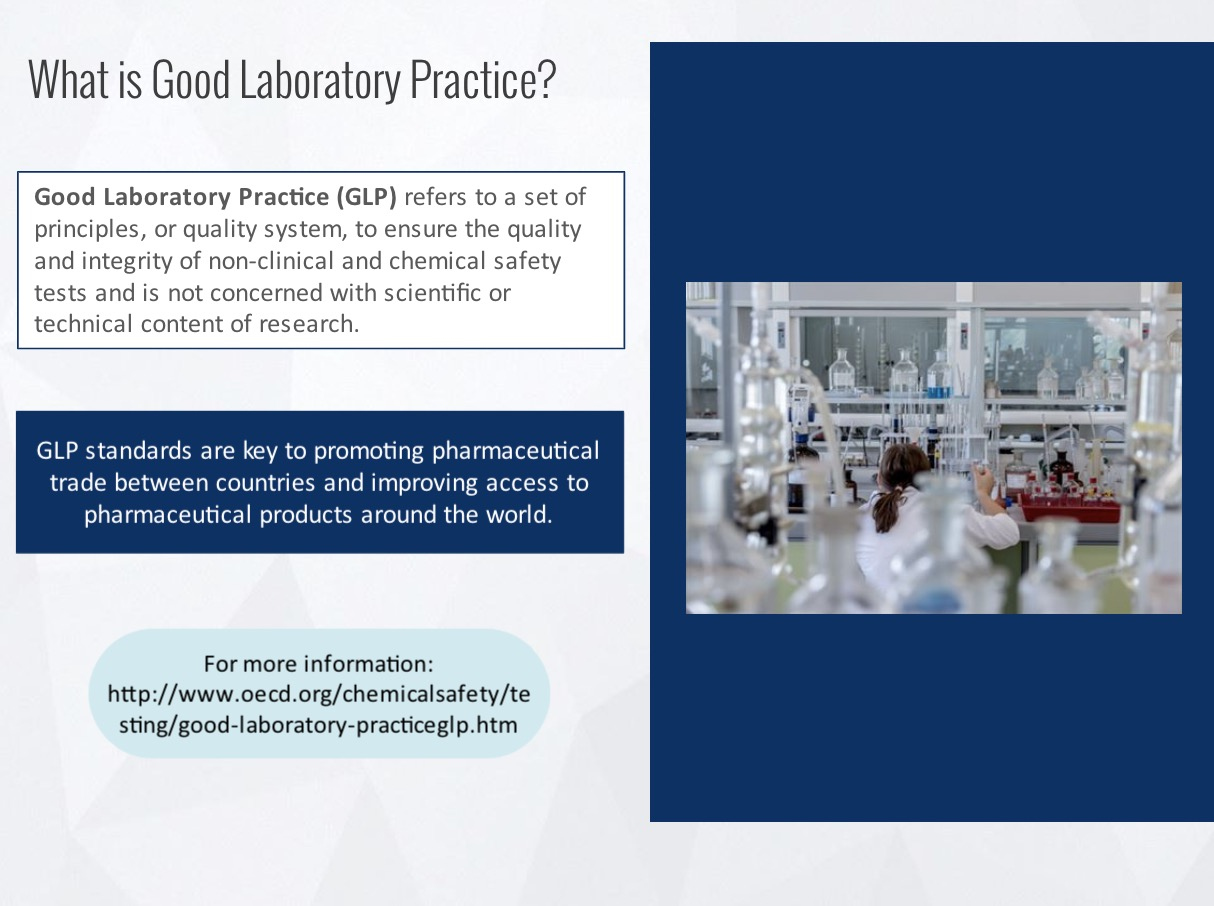 What is Good Laboratory Practice?
Good Laboratory Practice (GLP) refers to a set of
principles, or quality system, to ensure the quality
and integrity of non-clinical and chemical safety
tests and is not concerned with scientific or
technical content of research.
GLP standards are key to promoting pharmaceutical
trade between countries and improving access to
pharmaceutical products around the world.
For more information:
http://www.oecd.org/chemicalsafety/te
sting/good-laboratory-practiceglp.htm